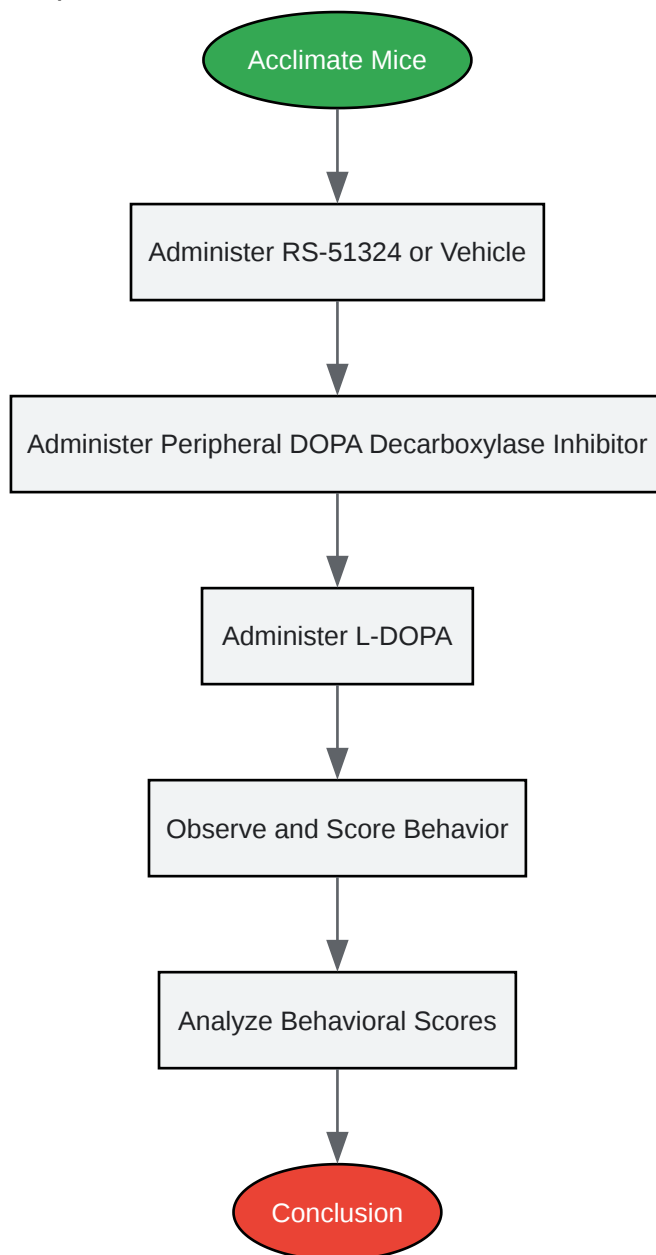 Acclimate Mice
Administer RS-51324 or Vehicle
Administer Peripheral DOPA Decarboxylase Inhibitor
Administer L-DOPA
Observe and Score Behavior
Analyze Behavioral Scores
Conclusion